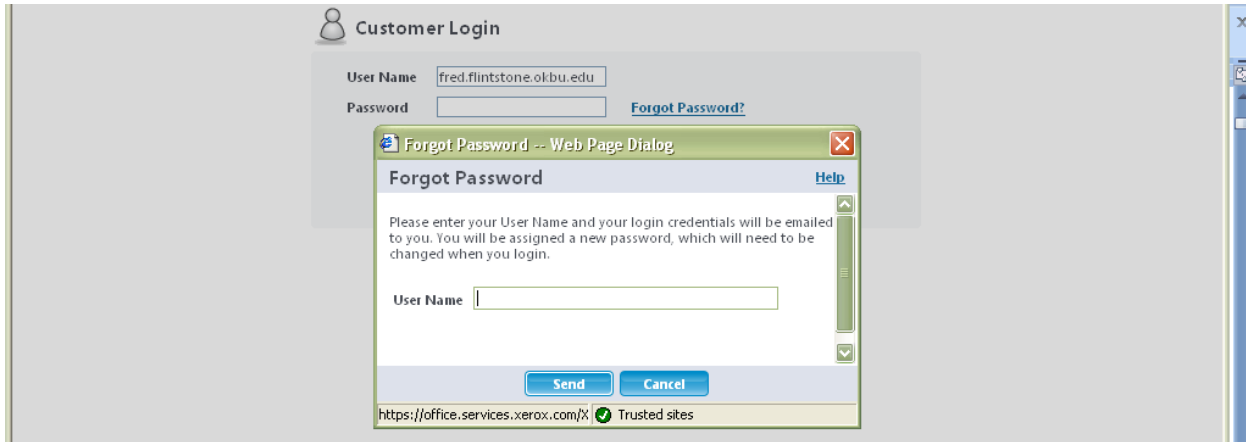 Customer Login
User Name fred.flintstone.okbu.edu
Password Forgot Password?
Forgot Password -- Web Page Dialog
Forgot Password Help
Please enter your User Name and your login credentials will be emailed
to you. You will be assigned a new password, which will need to be
changed when you login.
User Name
Send Cancel
https://office.services.xerox.com/X Trusted sites